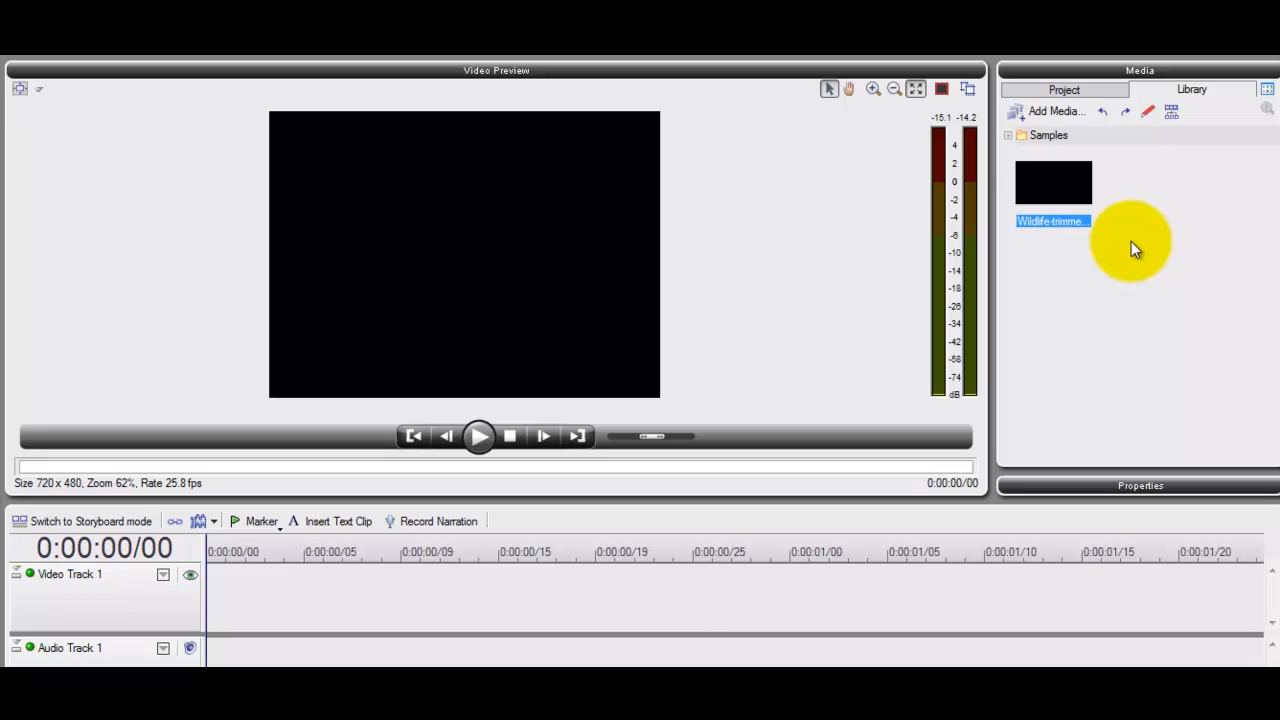 Video Preview
Media
Project
Library
Add Media...
Samples
Wildlife-trimme...
-15.1 -14.2
4
2
0
-2
-4
-6
-10
-14
-18
-26
-34
-42
-58
-74
dB
Size 720 x 480, Zoom 62%, Rate 25.8 fps
0:00:00/00
Properties
Switch to Storyboard mode
Marker
A Insert Text Clip
Record Narration
0:00:00/00
0:00:00/00 0:00:00/05 0:00:00/09 0:00:00/15 0:00:00/19 0:00:00/25 0:00:01/00 0:00:01/05 0:00:01/10 0:00:01/15 0:00:01/20
Video Track 1
Audio Track 1